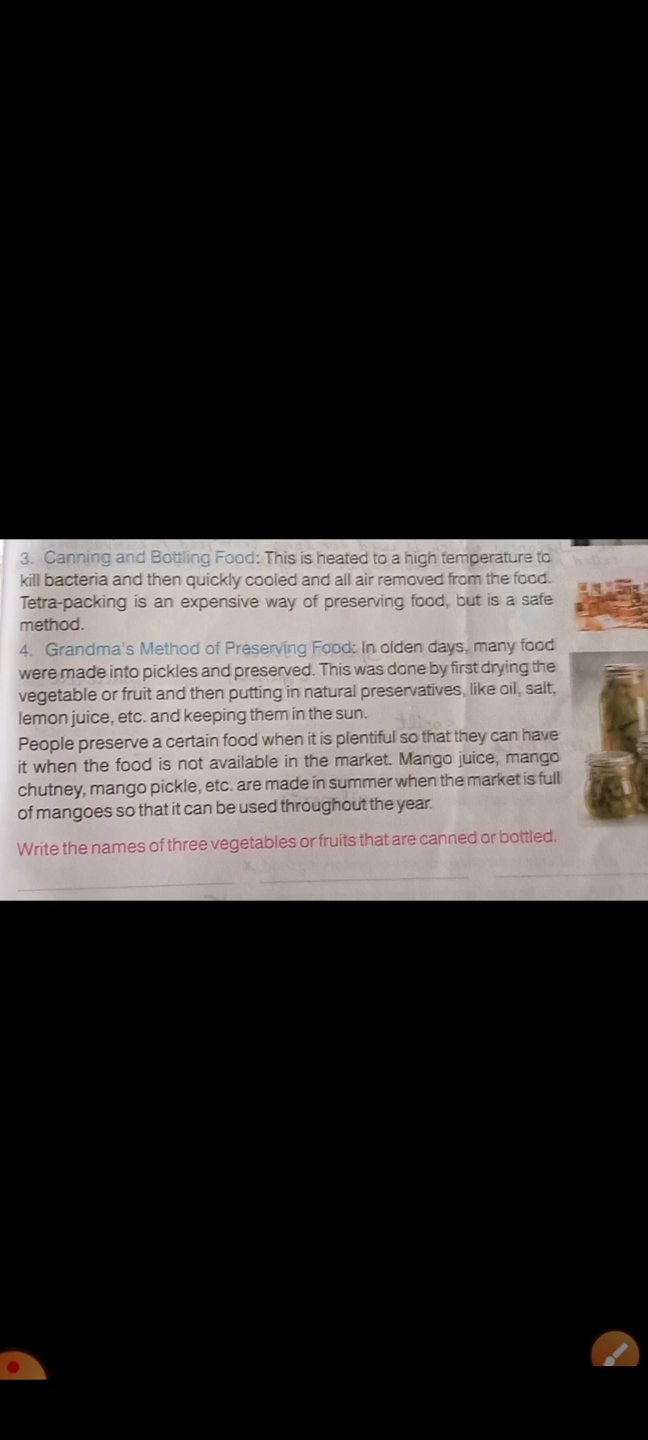 3. Canning and Bottling Food: This is heated to a high temperature to
kill bacteria and then quickly cooled and all air removed from the food.
Tetra-packing is an expensive way of preserving food, but is a safe
method.
4. Grandma's Method of Preserving Food: In olden days, many food
were made into pickles and preserved. This was done by first drying the
vegetable or fruit and then putting in natural preservatives, like oil, salt,
lemon juice, etc. and keeping them in the sun.
People preserve a certain food when it is plentiful so that they can have
it when the food is not available in the market. Mango juice, mango
chutney, mango pickle, etc. are made in summer when the market is full
of mangoes so that it can be used throughout the year.
Write the names of three vegetables or fruits that are canned or bottled.